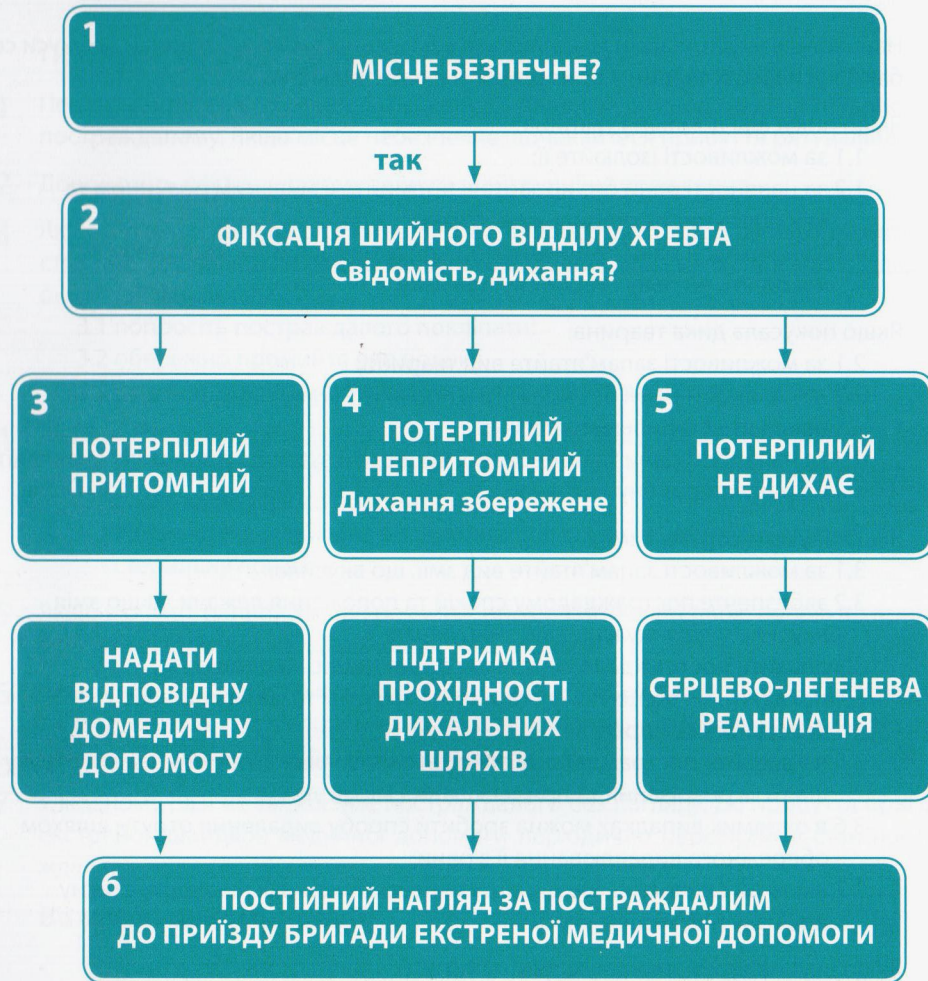 1
МІСЦЕ БЕЗПЕЧНЕ?
так
2
ФІКСАЦІЯ ШИЙНОГО ВІДДІЛУ ХРЕБТА
Свідомість, дихання?
3
ПОТЕРПІЛИЙ
ПРИТОМНИЙ
4
ПОТЕРПІЛИЙ
НЕПРИТОМНИЙ
Дихання збережене
5
ПОТЕРПІЛИЙ
НЕ ДИХАЄ
НАДАТИ
ВІДПОВІДНУ
ДОМЕДИЧНУ
ДОПОМОГУ
ПІДТРИМКА
ПРОХІДНОСТІ
ДИХАЛЬНИХ
ШЛЯХІВ
СЕРЦЕВО-ЛЕГЕНЕВА
РЕАНІМАЦІЯ
6
ПОСТІЙНИЙ НАГЛЯД ЗА ПОСТРАЖДАЛИМ
ДО ПРИЇЗДУ БРИГАДИ ЕКСТРЕНОЇ МЕДИЧНОЇ ДОПОМОГИ